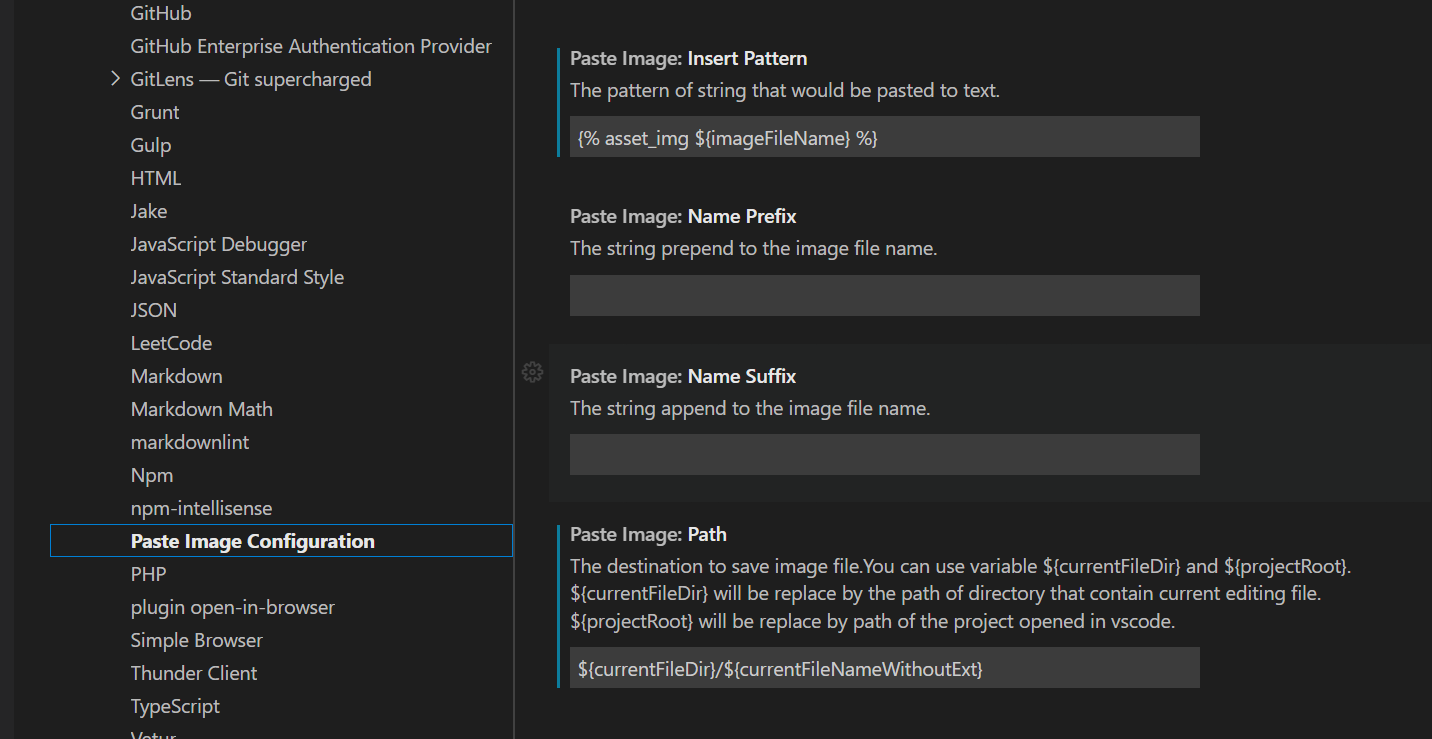 GitHub
GitHub Enterprise Authentication Provider
GitLens — Git supercharged
Grunt
Gulp
HTML
Jake
JavaScript Debugger
JavaScript Standard Style
JSON
LeetCode
Markdown
Markdown Math
markdownlint
Npm
npm-intellisense
Paste Image Configuration
PHP
plugin open-in-browser
Simple Browser
Thunder Client
TypeScript
Vetur
Paste Image: Insert Pattern
The pattern of string that would be pasted to text.
{% asset_img ${imageFileName} %}
Paste Image: Name Prefix
The string prepend to the image file name.
Paste Image: Name Suffix
The string append to the image file name.
Paste Image: Path
The destination to save image file.You can use variable ${currentFileDir} and ${projectRoot}.
${currentFileDir} will be replace by the path of directory that contain current editing file.
${projectRoot} will be replace by path of the project opened in vscode.
${currentFileDir}/${currentFileNameWithoutExt}